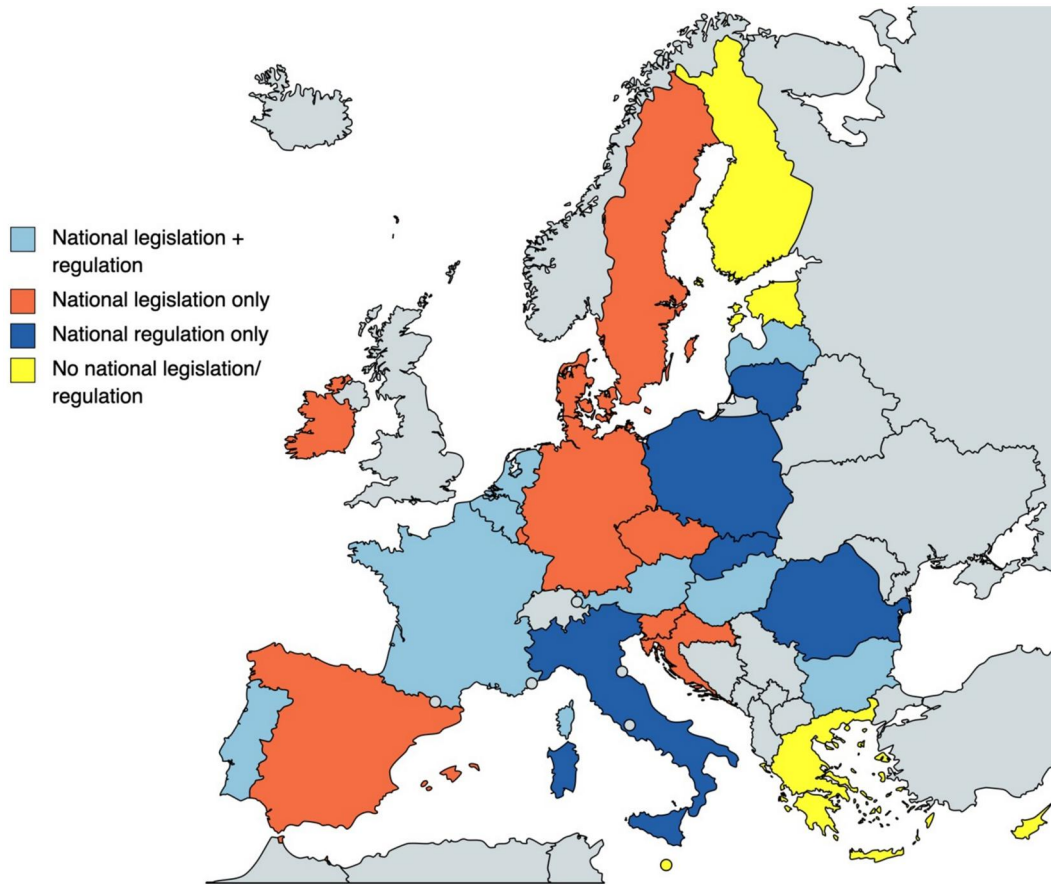 National legislation +
regulation
National legislation only
National regulation only
No national legislation/
regulation